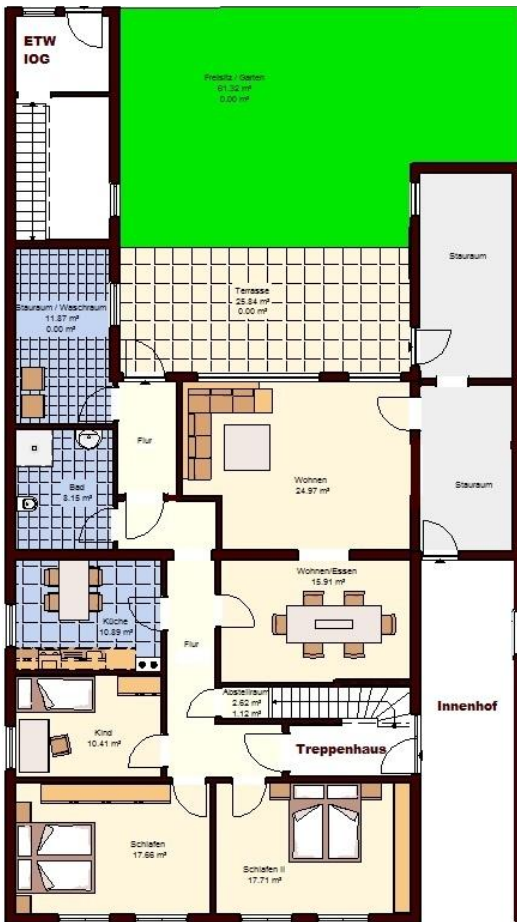 ETW
IOG
Freisitz / Garten
61.32 m²
0.00 m²
Stauraum
Terrasse
25.84 m²
0.00 m²
Stauraum / Waschraum
11.87 m²
0.00 m²
Flur
Wohnen
24.97 m²
Stauraum
Bad
8.15 m²
Wohnen/Essen
15.91 m²
Küche
10.89 m²
Flur
Abstellraum
2.62 m²
1.12 m²
Innenhof
Kind
10.41 m²
Treppenhaus
Schlafen
17.66 m²
Schlafen II
17.71 m²